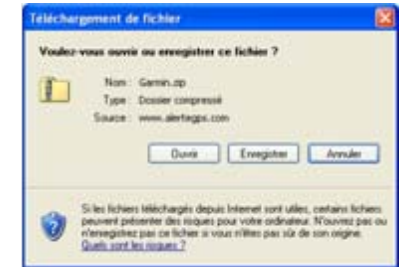 Téléchargement de fichier
Voulez-vous ouvrir ou enregistrer ce fichier ?
Nom : Garmin.zip
Type : Dossier compressé
Source : www.alertegps.com
Ouvrir Enregistrer Annuler
Si les fichiers téléchargés depuis Internet sont utiles, certains fichiers
peuvent présenter des risques pour votre ordinateur. N'ouvrez pas ou
n'enregistrez pas ce fichier si vous n'êtes pas sûr de son origine.
Quels sont les risques ?